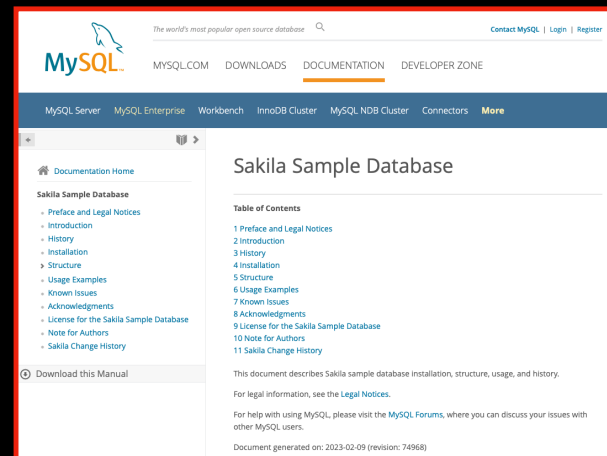 The world's most popular open source database
Contact MySQL | Login | Register
MySQL
MYSQL.COM DOWNLOADS DOCUMENTATION DEVELOPER ZONE
MySQL Server MySQL Enterprise Workbench InnoDB Cluster MySQL NDB Cluster Connectors More
Documentation Home
Sakila Sample Database
Preface and Legal Notices
Introduction
History
Installation
Structure
Usage Examples
Known Issues
Acknowledgments
License for the Sakila Sample Database
Note for Authors
Sakila Change History
Download this Manual
Sakila Sample Database
Table of Contents
1 Preface and Legal Notices
2 Introduction
3 History
4 Installation
5 Structure
6 Usage Examples
7 Known Issues
8 Acknowledgments
9 License for the Sakila Sample Database
10 Note for Authors
11 Sakila Change History
This document describes Sakila sample database installation, structure, usage, and history.
For legal information, see the Legal Notices.
For help with using MySQL, please visit the MySQL Forums, where you can discuss your issues with
other MySQL users.
Document generated on: 2023-02-09 (revision: 74968)